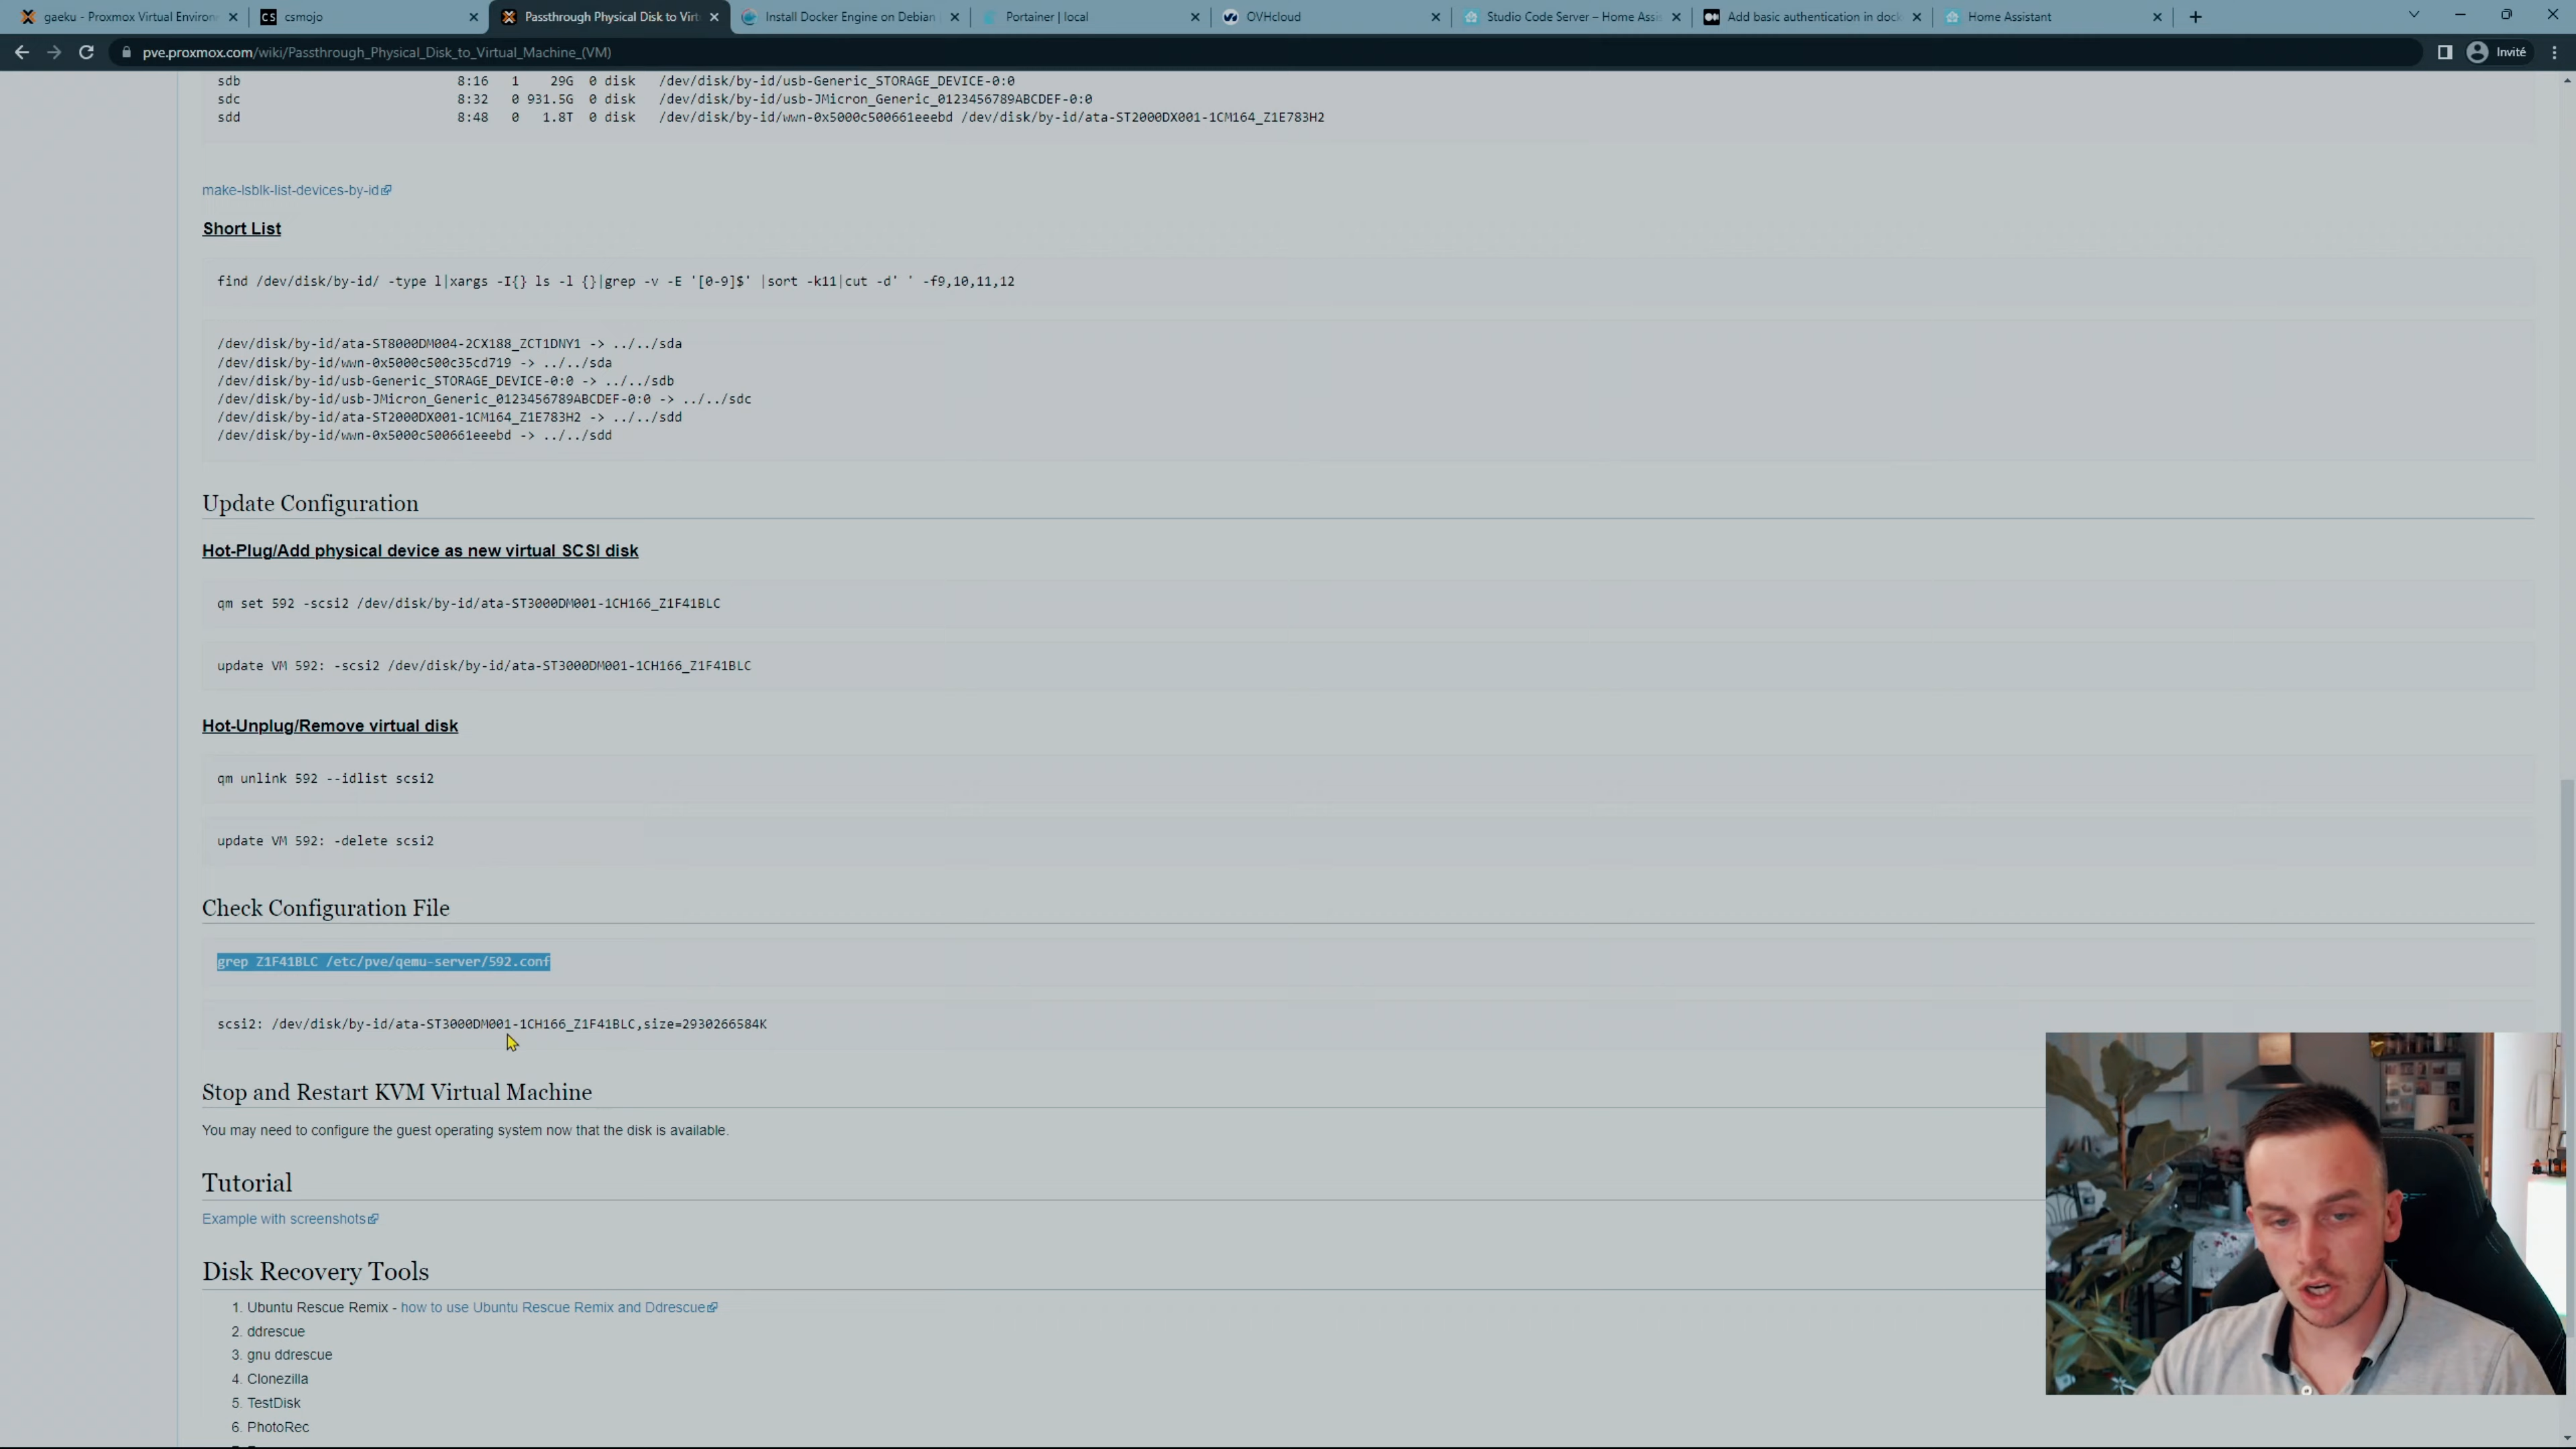 gaeku - Proxmox Virtual Environ
csmojo
Passthrough Physical Disk to Virt
Install Docker Engine on Debian
Portainer | local
OVHcloud
Studio Code Server – Home Assis
Add basic authentication in dock
Home Assistant
pve.proxmox.com/wiki/Passthrough_Physical_Disk_to_Virtual_Machine_(VM)
Invité
sdb 8:16 1 29G 0 disk /dev/disk/by-id/usb-Generic_STORAGE_DEVICE-0:0
sdc 8:32 0 931.5G 0 disk /dev/disk/by-id/usb-JMicron_Generic_0123456789ABCDEF-0:0
sdd 8:48 0 1.8T 0 disk /dev/disk/by-id/wwn-0x5000c500661eeebd /dev/disk/by-id/ata-ST2000DX001-1CM164_Z1E783H2
make-lsblk-list-devices-by-id
Short List
find /dev/disk/by-id/ -type l|xargs -I{} ls -l {}|grep -v -E '[0-9]$' |sort -k11|cut -d' ' -f9,10,11,12
/dev/disk/by-id/ata-ST8000DM004-2CX188_ZCT1DNY1 -> ../../sda
/dev/disk/by-id/wwn-0x5000c500c35cd719 -> ../../sda
/dev/disk/by-id/usb-Generic_STORAGE_DEVICE-0:0 -> ../../sdb
/dev/disk/by-id/usb-JMicron_Generic_0123456789ABCDEF-0:0 -> ../../sdc
/dev/disk/by-id/ata-ST2000DX001-1CM164_Z1E783H2 -> ../../sdd
/dev/disk/by-id/wwn-0x5000c500661eeebd -> ../../sdd
Update Configuration
Hot-Plug/Add physical device as new virtual SCSI disk
qm set 592 -scsi2 /dev/disk/by-id/ata-ST3000DM001-1CH166_Z1F41BLC
update VM 592: -scsi2 /dev/disk/by-id/ata-ST3000DM001-1CH166_Z1F41BLC
Hot-Unplug/Remove virtual disk
qm unlink 592 --idlist scsi2
update VM 592: -delete scsi2
Check Configuration File
grep Z1F41BLC /etc/pve/qemu-server/592.conf
scsi2: /dev/disk/by-id/ata-ST3000DM001-1CH166_Z1F41BLC,size=2930266584K
Stop and Restart KVM Virtual Machine
You may need to configure the guest operating system now that the disk is available.
Tutorial
Example with screenshots
Disk Recovery Tools
1. Ubuntu Rescue Remix - how to use Ubuntu Rescue Remix and Ddrescue
2. ddrescue
3. gnu ddrescue
4. Clonezilla
5. TestDisk
6. PhotoRec